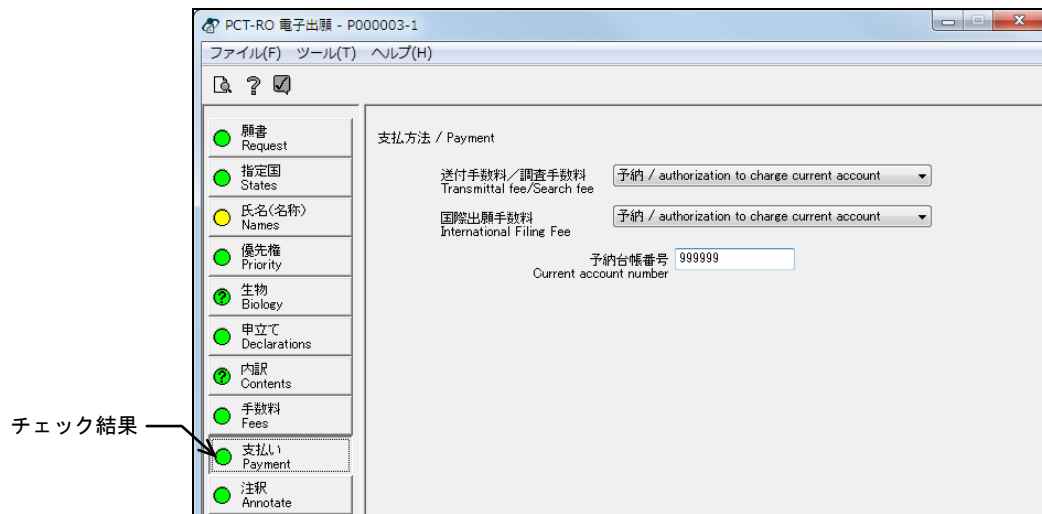 PCT-RO 電子出願 - P000003-1
ファイル(F) ツール(T) ヘルプ(H)
願書
Request
指定国
States
氏名(名称)
Names
優先権
Priority
生物
Biology
申立て
Declarations
内訳
Contents
手数料
Fees
支払い
Payment
注釈
Annotate
チェック結果
支払方法 / Payment
送付手数料／調査手数料
Transmittal fee/Search fee
予納 / authorization to charge current account
国際出願手数料
International Filing Fee
予納 / authorization to charge current account
予納台帳番号
Current account number
999999